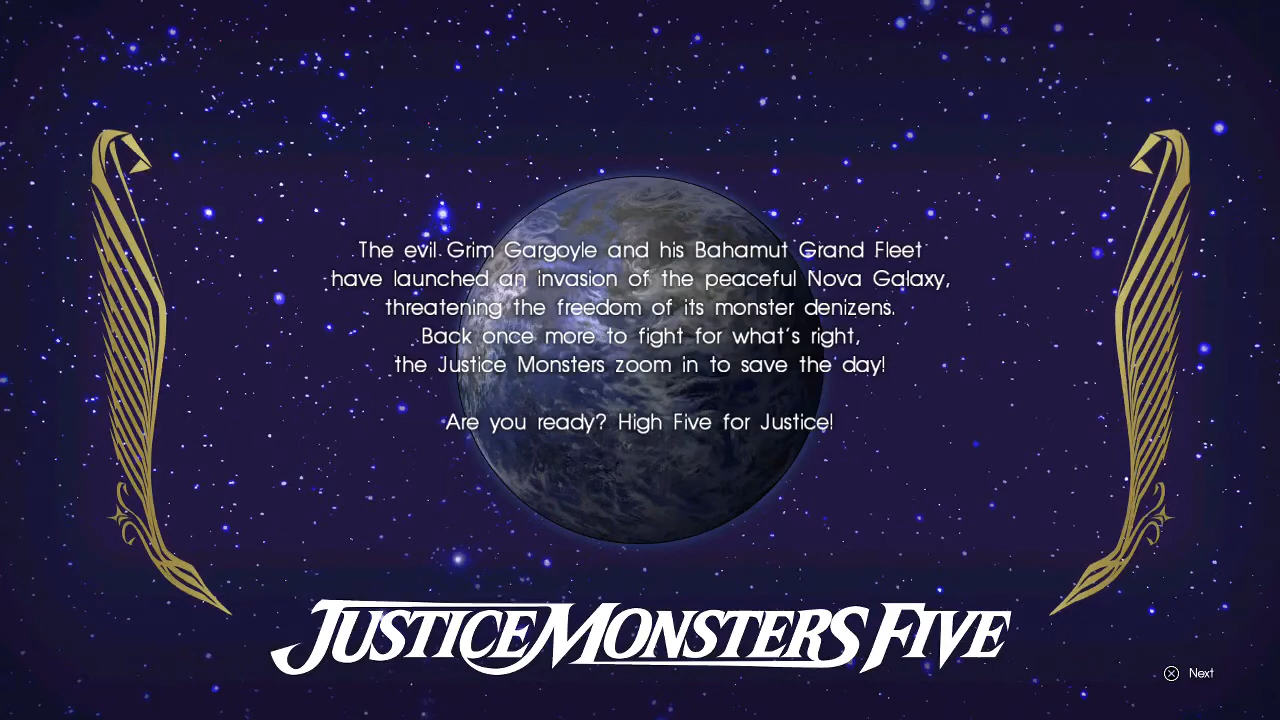 The evil Grim Gargoyle and his Bahamut Grand Fleet
have launched an invasion of the peaceful Nova Galaxy,
threatening the freedom of its monster denizens.
Back once more to fight for what's right,
the Justice Monsters zoom in to save the day!
Are you ready? High Five for Justice!
JUSTICE MONSTERS FIVE
Next